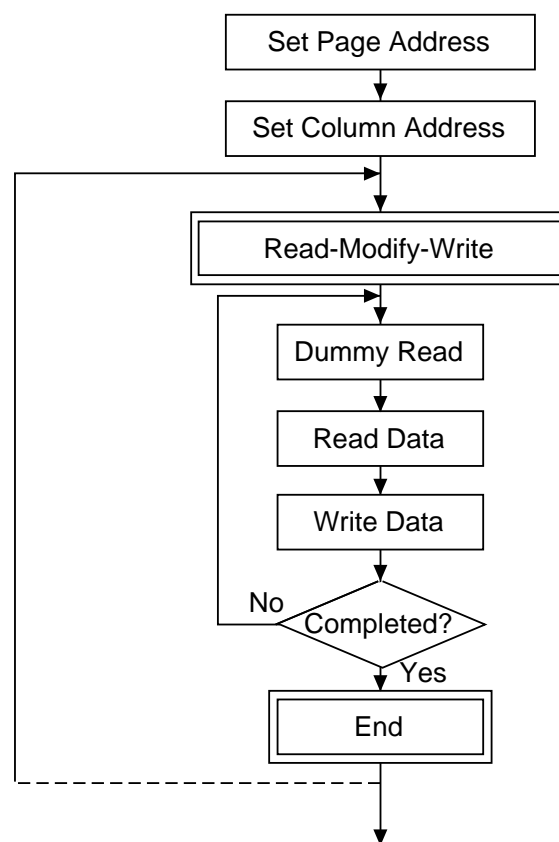 Set Page Address
Set Column Address
Read-Modify-Write
Dummy Read
Read Data
Write Data
No
Completed?
Yes
End